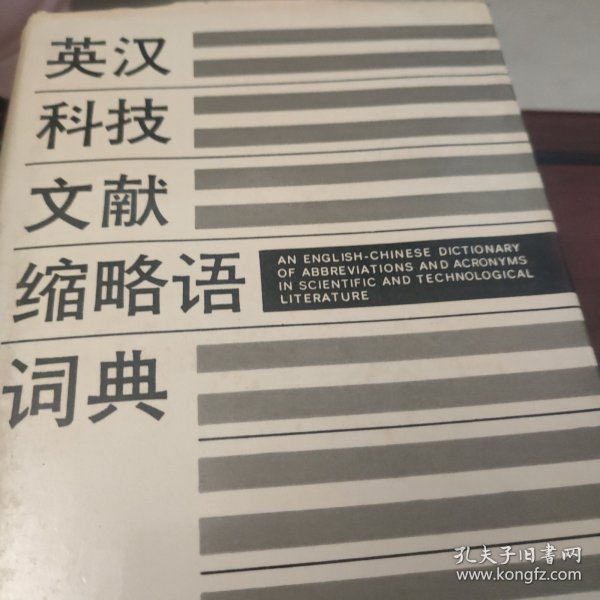 英汉
科技
文献
缩略语
AN ENGLISH-CHINESE DICTIONARY
OF ABBREVIATIONS AND ACRONYMS
IN SCIENTIFIC AND TECHNOLOGICAL
LITERATURE
词典
孔夫子旧书网
www.kongfz.com